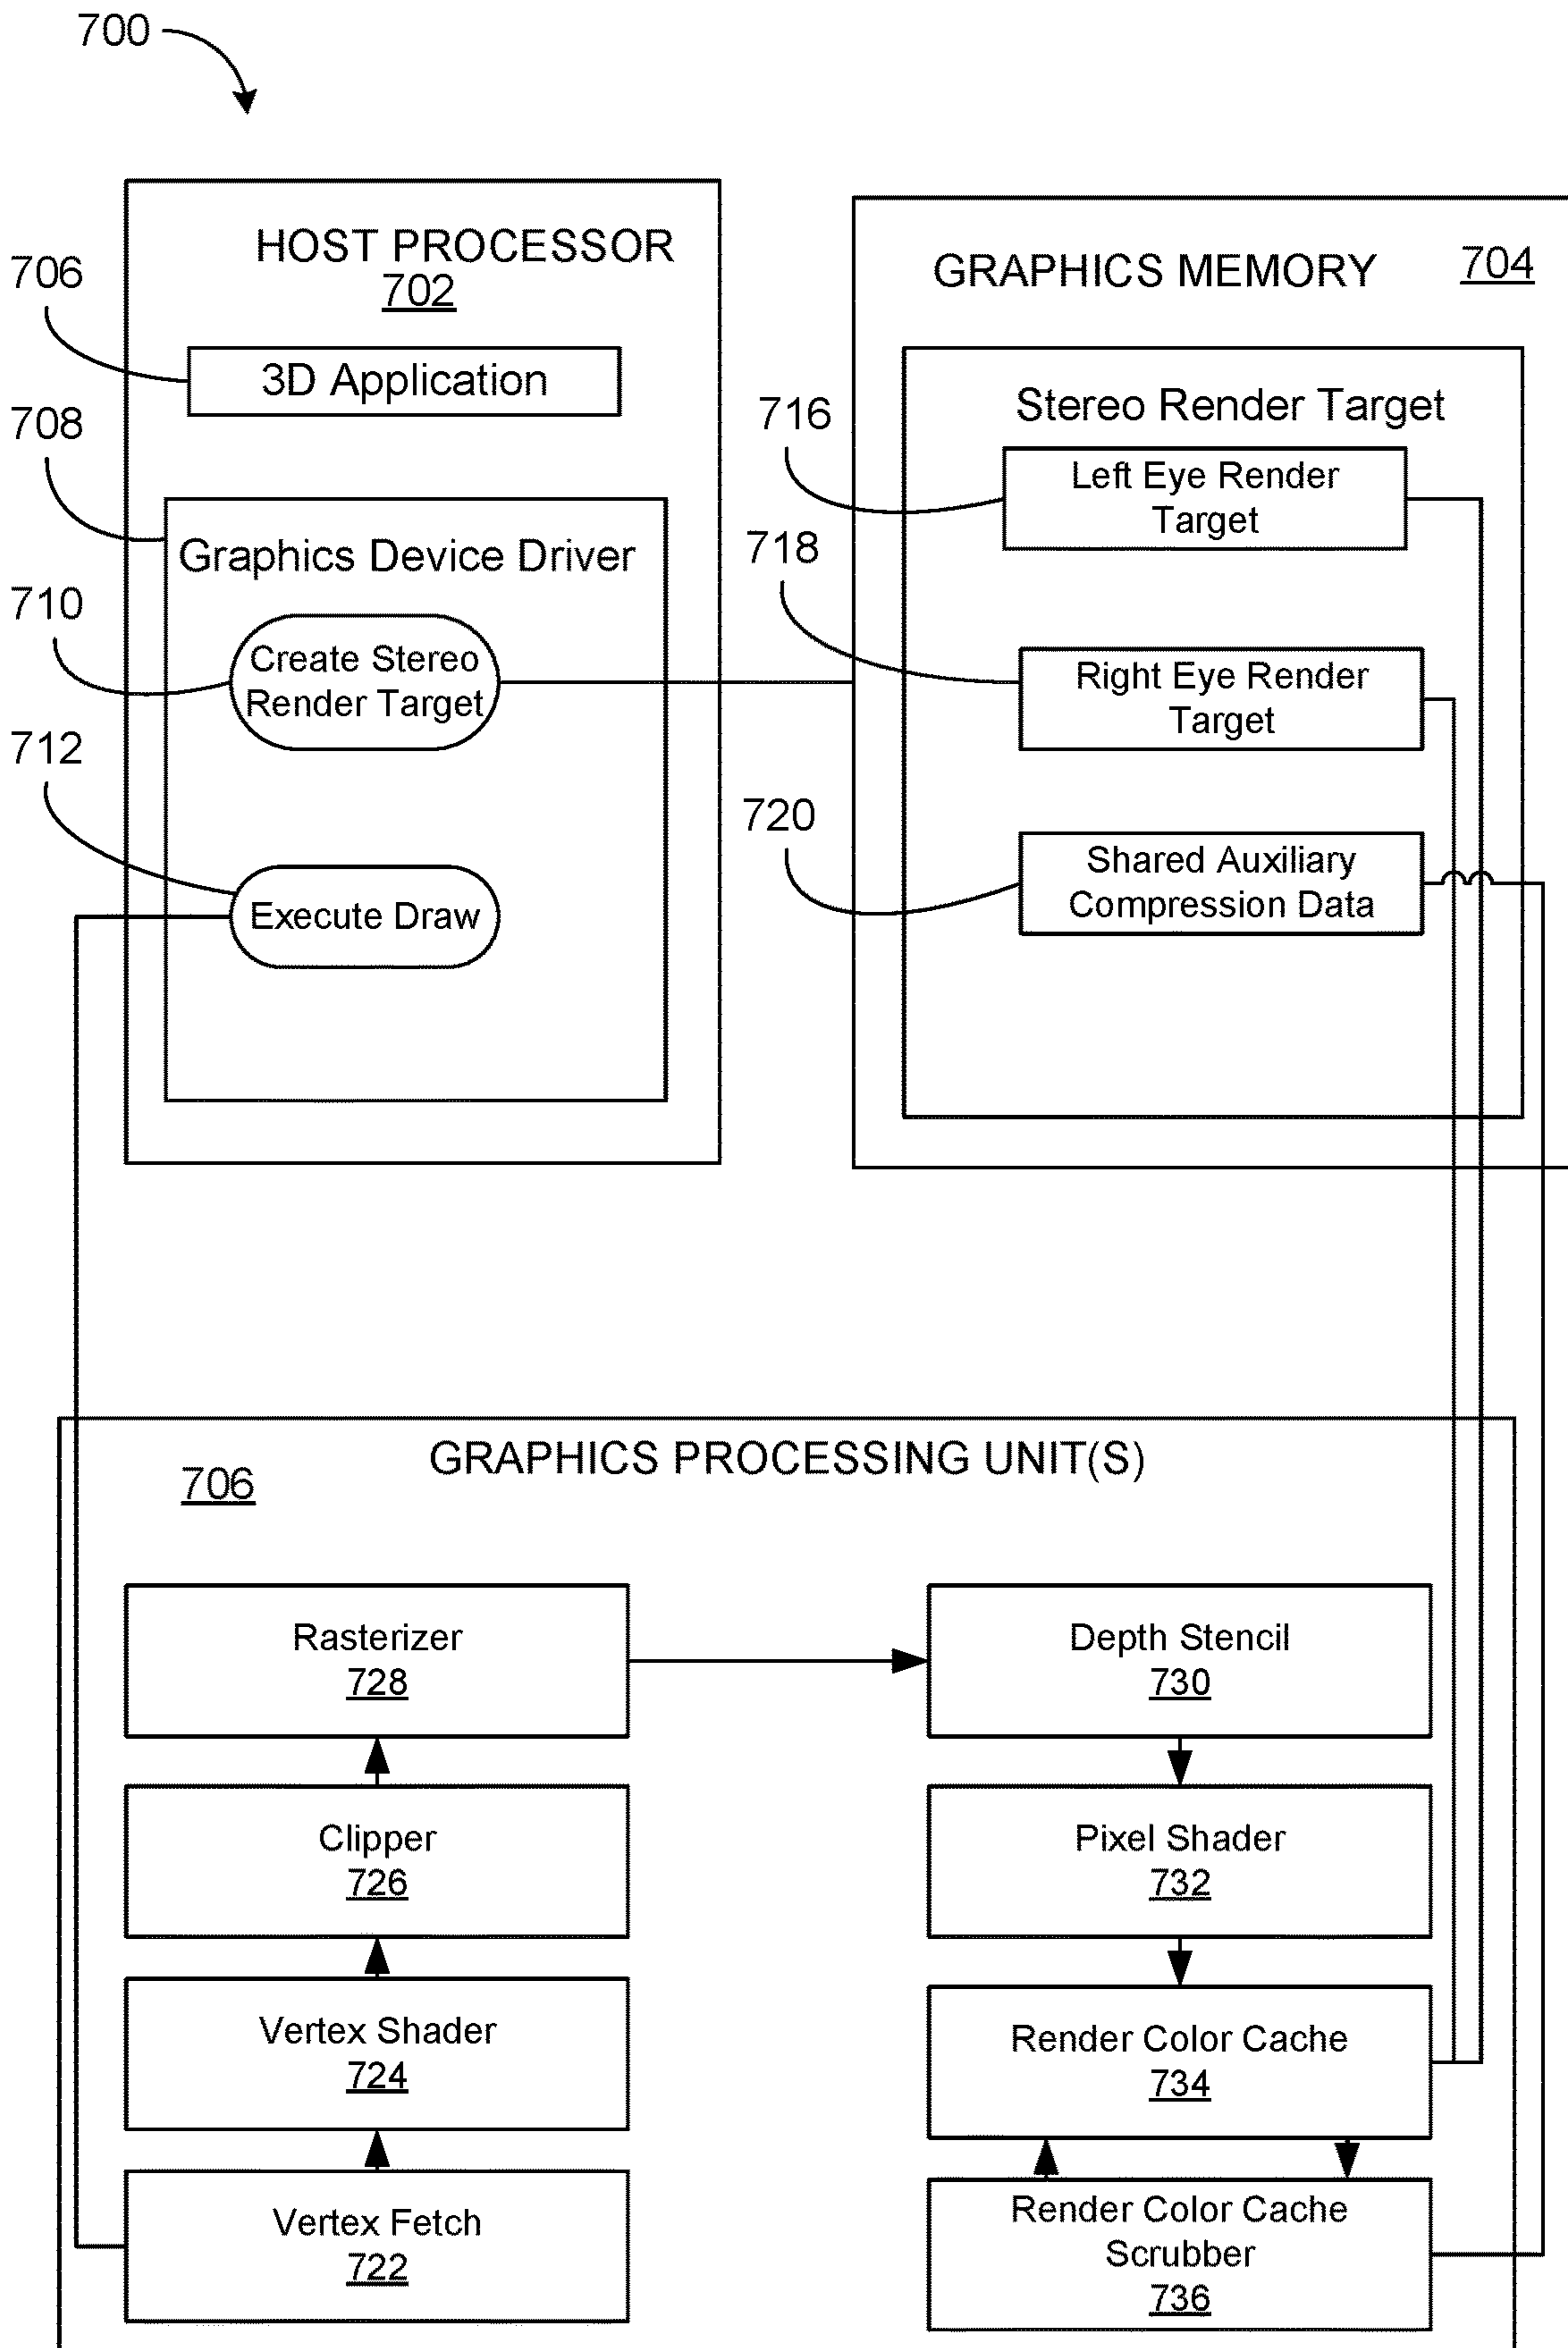 700
HOST PROCESSOR
702
706
3D Application
708
Graphics Device Driver
710
Create Stereo
Render Target
712
Execute Draw
GRAPHICS MEMORY
704
Stereo Render Target
716
Left Eye Render
Target
718
Right Eye Render
Target
720
Shared Auxiliary
Compression Data
GRAPHICS PROCESSING UNIT(S)
706
Rasterizer
728
Clipper
726
Vertex Shader
724
Vertex Fetch
722
Depth Stencil
730
Pixel Shader
732
Render Color Cache
734
Render Color Cache
Scrubber
736